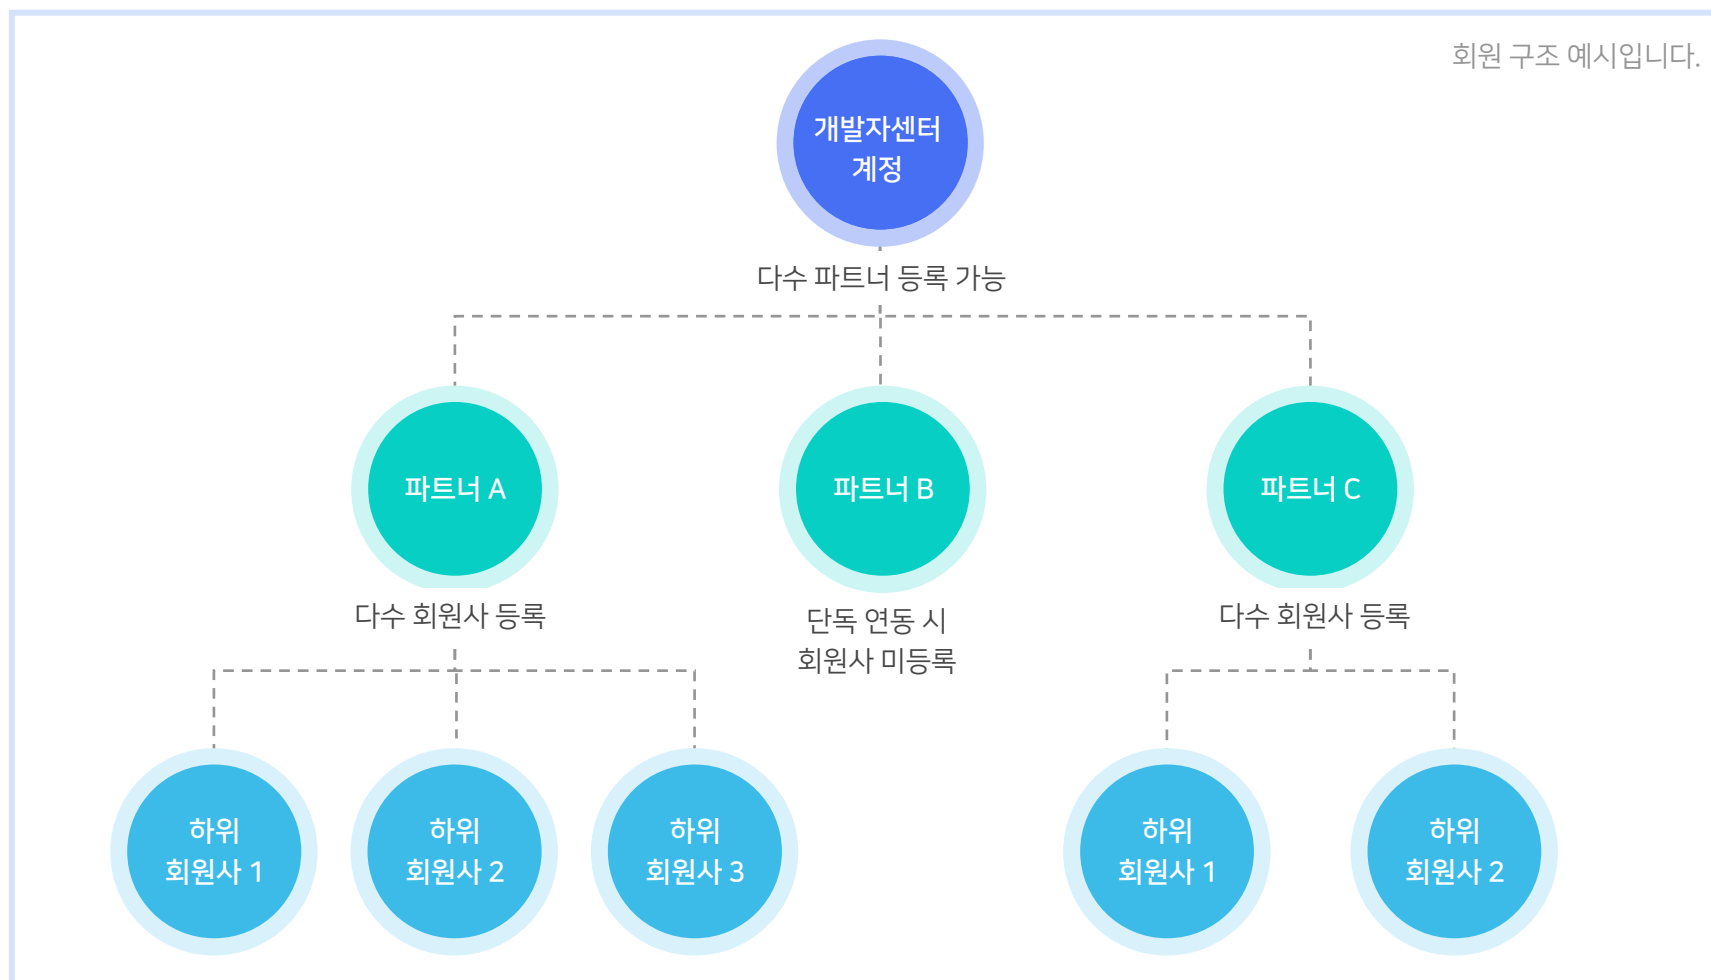 회원 구조 예시입니다.
개발자센터
계정
다수 파트너 등록 가능
파트너 A
파트너 B
파트너 C
다수 회원사 등록
단독 연동 시
회원사 미등록
다수 회원사 등록
하위
회원사 1
하위
회원사 2
하위
회원사 3
하위
회원사 1
하위
회원사 2